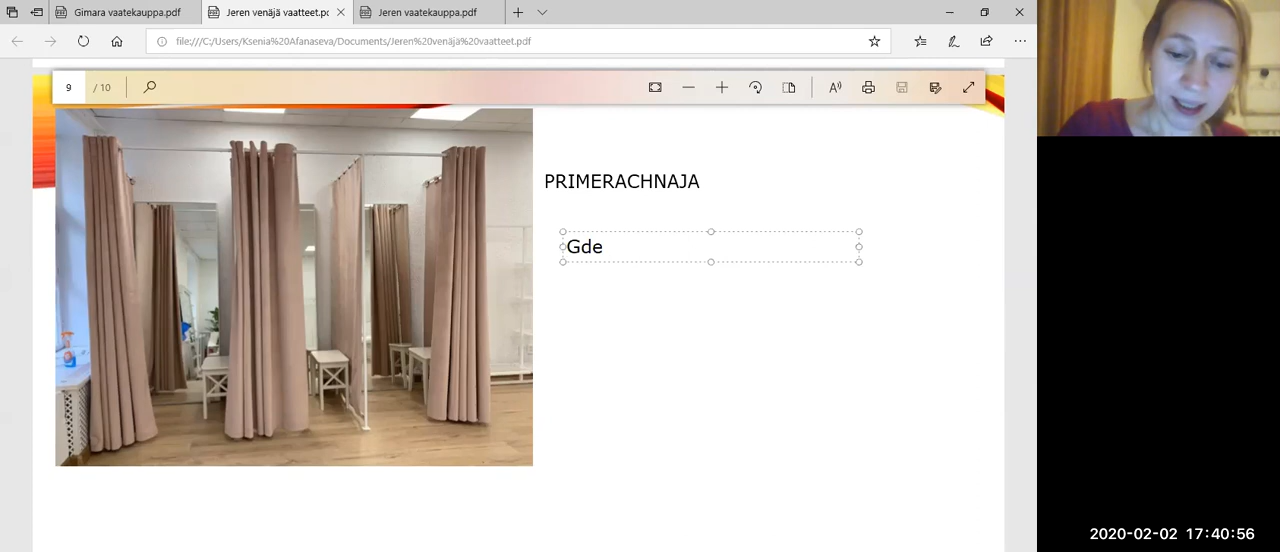 Gimara vaatekauppa.pdf
Jeren venäjä vaatteet.pc
Jeren vaatekauppa.pdf
file:///C:/Users/Ksenia%20Afanaseva/Documents/Jeren%20venäjä%20vaatteet.pdf
9 / 10
PRIMERACHNAJA
Gde
2020-02-02 17:40:56